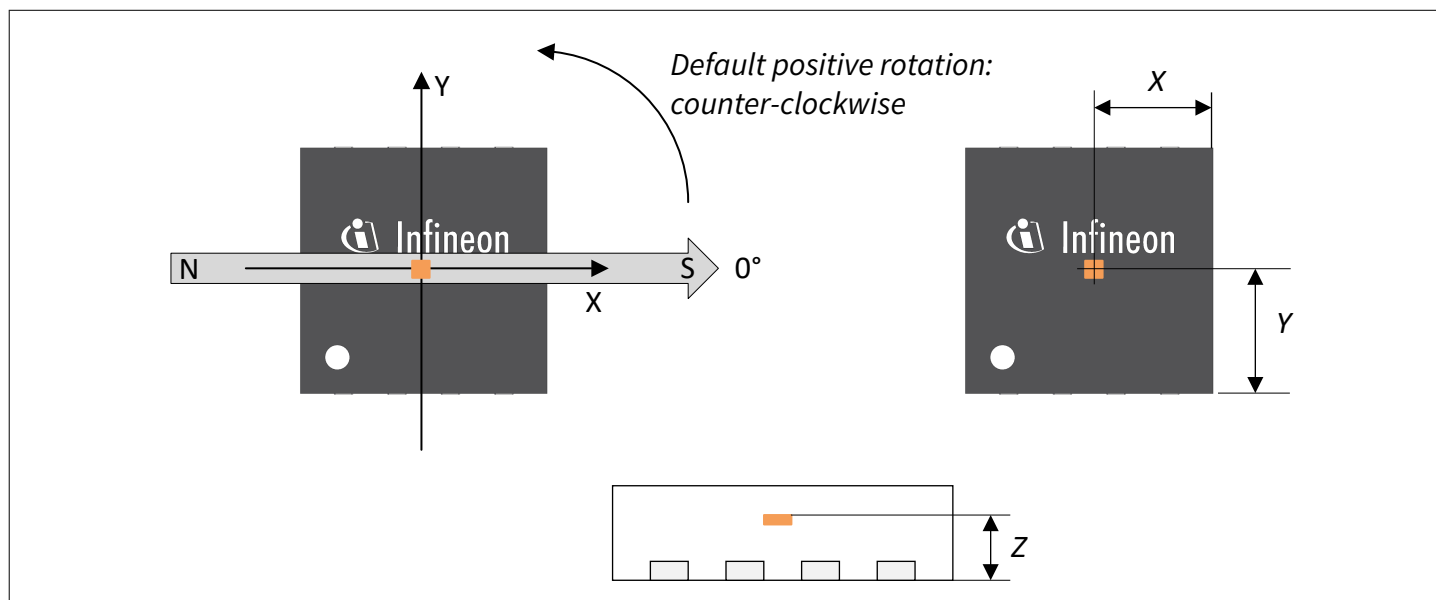 Default positive rotation:
counter-clockwise
Y
Infineon
N
S
0°
X
X
Infineon
Y
Z